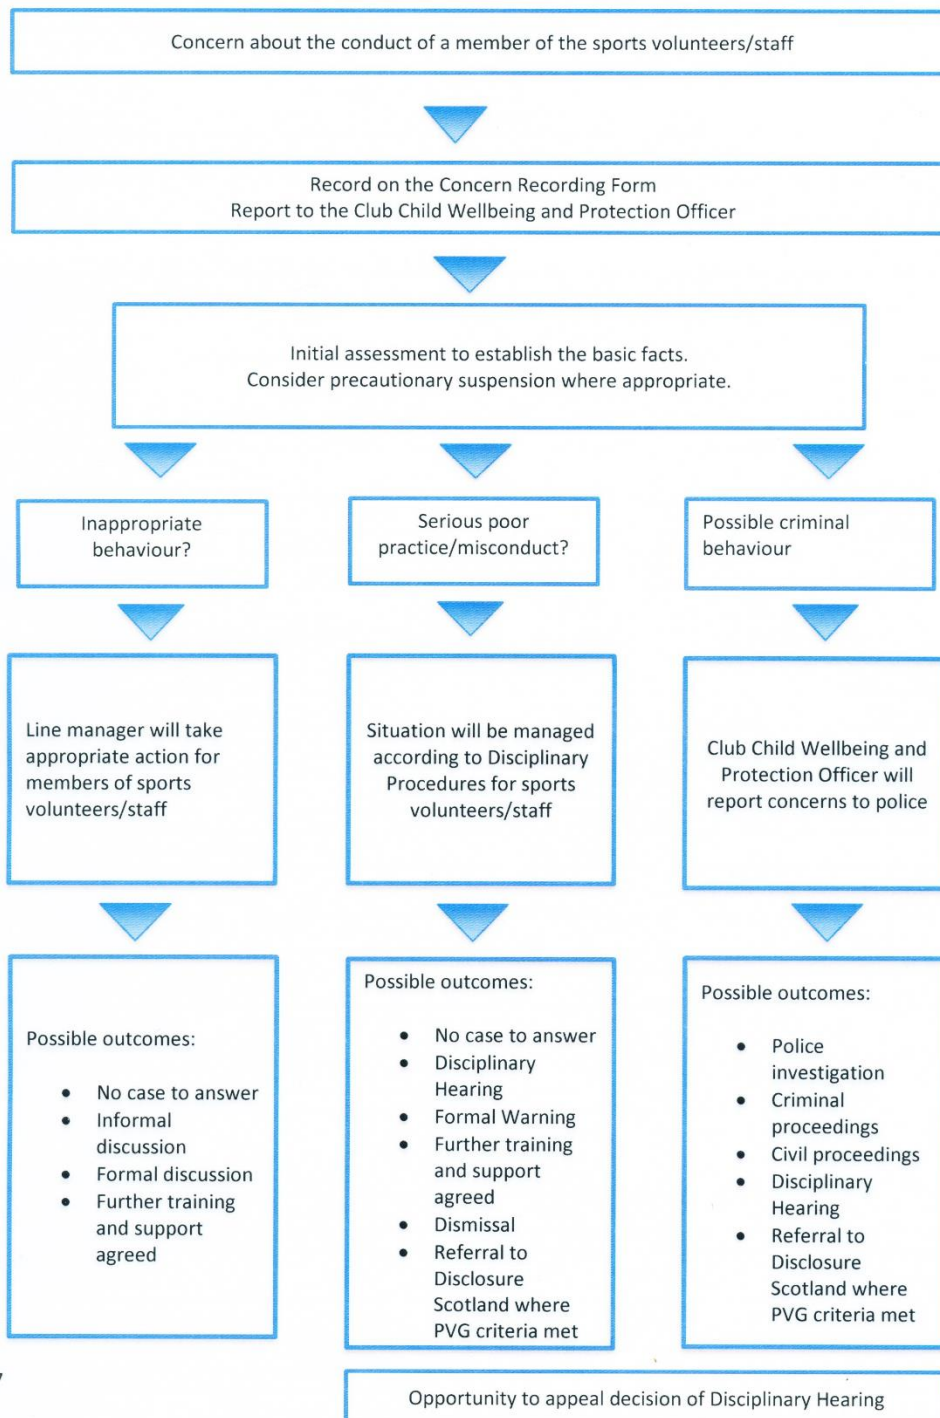 Concern about the conduct of a member of the sports volunteers/staff
Record on the Concern Recording Form
Report to the Club Child Wellbeing and Protection Officer
Initial assessment to establish the basic facts.
Consider precautionary suspension where appropriate.
Inappropriate
behaviour?
Line manager will take
appropriate action for
members of sports
volunteers/staff
Possible outcomes:
• No case to answer
• Informal
discussion
• Formal discussion
• Further training
and support
agreed
Serious poor
practice/misconduct?
Situation will be managed
according to Disciplinary
Procedures for sports
volunteers/staff
Possible outcomes:
• No case to answer
• Disciplinary
Hearing
• Formal Warning
• Further training
and support
agreed
• Dismissal
• Referral to
Disclosure
Scotland where
PVG criteria met
Possible criminal
behaviour
Club Child Wellbeing and
Protection Officer will
report concerns to police
Possible outcomes:
• Police
investigation
• Criminal
proceedings
• Civil proceedings
• Disciplinary
Hearing
• Referral to
Disclosure
Scotland where
PVG criteria met
Opportunity to appeal decision of Disciplinary Hearing